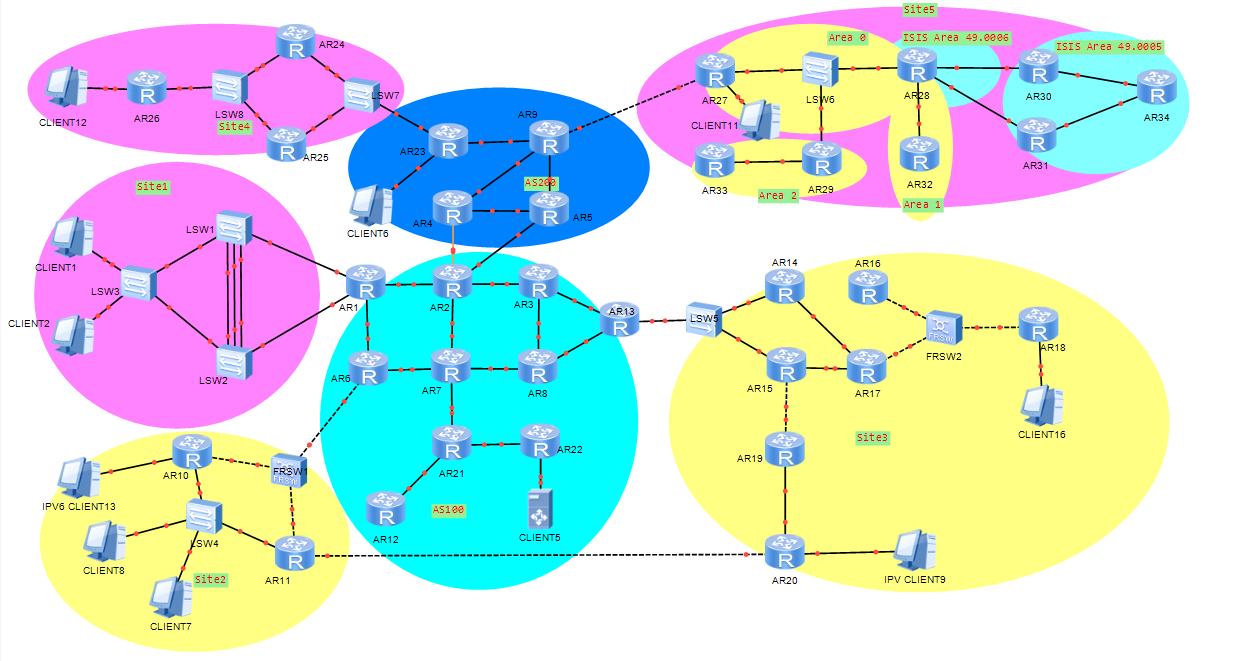 Site5
AR24
Area 0
ISIS Area 49.0006
ISIS Area 49.0005
CLIENT12
AR26
LSW8
LSW7
Site4
AR25
AR27
LSW6
AR28
AR30
AR34
CLIENT11
AR9
AR23
AR31
AR33
AR29
AR32
Area 2
Area 1
AS200
AR4
AR5
CLIENT6
Site1
LSW1
CLIENT1
LSW3
CLIENT2
LSW2
AR1
AR2
AR3
AR13
LSW5
AR14
AR16
AR18
FRSW2
AR6
AR7
AR8
AR15
AR17
CLIENT16
Site3
AR10
FRSW1
AR21
AR22
AR19
IPV6 CLIENT13
LSW4
CLIENT8
AR11
Site2
CLIENT7
AR12
AS100
CLIENT5
AR20
IPV CLIENT9